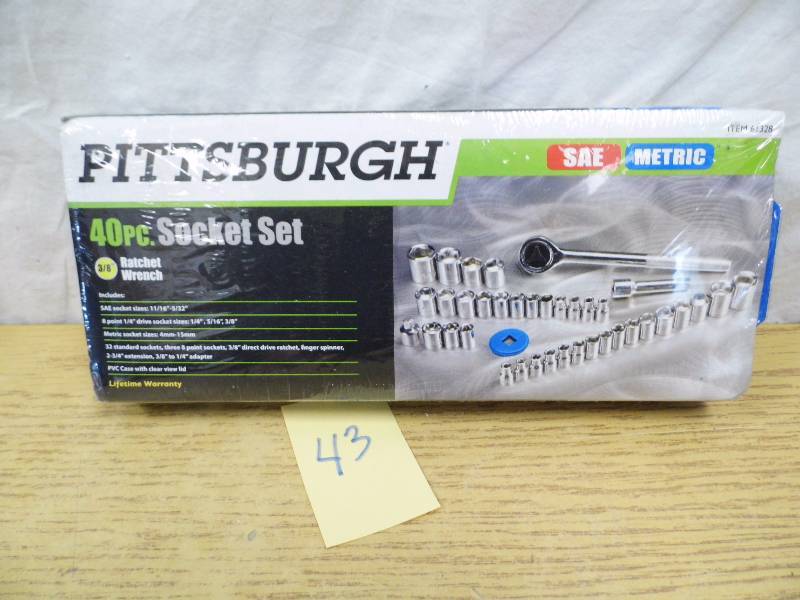 ITEM 61328
PITTSBURGH®
SAE METRIC
40PC. Socket Set
3/8" Ratchet
Wrench
Includes:
SAE socket sizes: 11/16"-5/32"
8 point 1/4" drive socket sizes: 1/4", 5/16", 3/8"
Metric socket sizes: 4mm-15mm
32 standard sockets, three 8 point sockets, 3/8" direct drive ratchet, finger spinner,
2-3/4" extension, 3/8" to 1/4" adapter
PVC Case with clear view lid
Lifetime Warranty
43